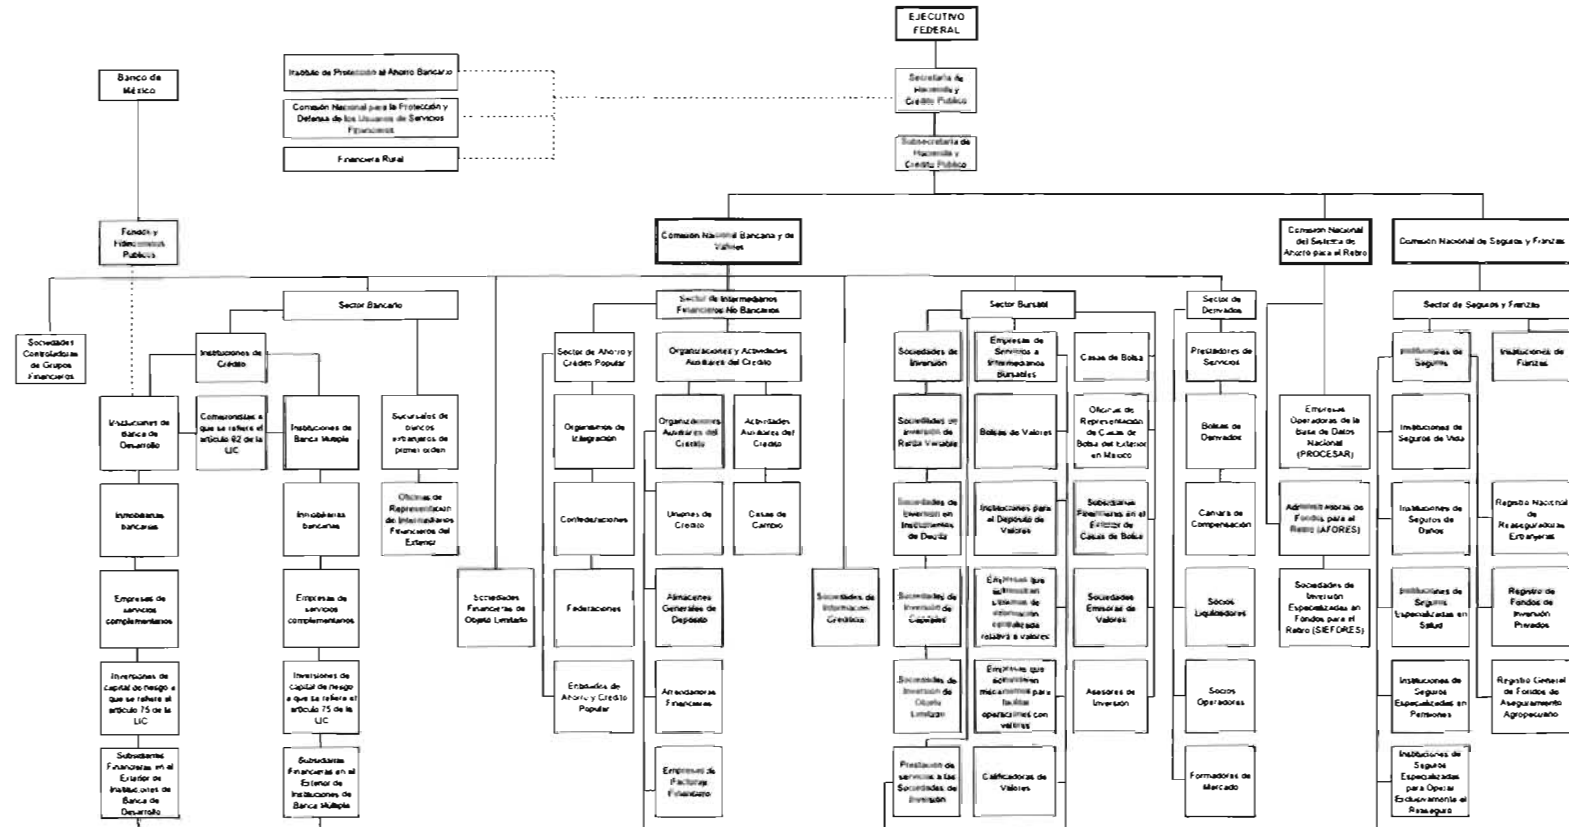 EJECUTIVO
FEDERAL
Banco de
México
Instituto de Protección al Ahorro Bancario
Secretaría de
Hacienda y
Crédito Público
Comisión Nacional para la Protección y
Defensa de los Usuarios de Servicios
Financieros
Financiera Rural
Subsecretaría de
Hacienda y
Crédito Público
Fondos y
Fideicomisos
Públicos
Comisión Nacional Bancaria y de
Valores
Comisión Nacional
del Sistema de
Ahorro para el Retiro
Comisión Nacional de Seguros y Fianzas
Sector Bancario
Sector de Intermediarios
Financieros No Bancarios
Sector Bursátil
Sector de
Derivados
Sector de Seguros y Fianzas
Sociedades
Controladoras
de Grupos
Financieros
Instituciones de
Crédito
Sector de Ahorro y
Crédito Popular
Organizaciones y Actividades
Auxiliares del Crédito
Sociedades de
Inversión
Empresas de
Servicios a
Intermediarios
Bursátiles
Casas de Bolsa
Prestadores de
Servicios
Instituciones de
Seguros
Instituciones de
Fianzas
Instituciones de
Banca de
Desarrollo
Comisionistas a
que se refiere el
artículo 92 de la
LIC
Instituciones de
Banca Múltiple
Sucursales de
bancos
extranjeros de
primer orden
Organismos de
Integración
Organizaciones
Auxiliares del
Crédito
Actividades
Auxiliares del
Crédito
Sociedades de
Inversión de
Renta Variable
Bolsas de Valores
Oficinas de
Representación
de Casas de
Bolsa del Exterior
en México
Bolsas de
Derivados
Empresas
Operadoras de la
Base de Datos
Nacional
(PROCESAR)
Instituciones de
Seguros de Vida
Inmobiliarias
bancarias
Inmobiliarias
bancarias
Oficinas de
Representación
de Intermediarios
Financieros del
Exterior
Confederaciones
Uniones de
Crédito
Casas de
Cambio
Sociedades de
Inversión en
Instrumentos
de Deuda
Instituciones para
el Depósito de
Valores
Subsidiarias
Financieras en el
Exterior de
Casas de Bolsa
Cámara de
Compensación
Administradoras de
Fondos para el
Retiro (AFORES)
Instituciones
de Seguros de
Daños
Registro Nacional
de
Reaseguradoras
Extranjeras
Empresas de
servicios
complementarios
Empresas de
servicios
complementarios
Sociedades
Financieras de
Objeto Limitado
Federaciones
Almacenes
Generales de
Depósito
Sociedades de
Información
Crediticia
Sociedades de
Inversión de
Capitales
Empresas que
administran
sistemas de
información
centralizada
relativa a valores
Sociedades
Emisoras de
Valores
Socios
Liquidadores
Sociedades de
Inversión
Especializadas en
Fondos para el
Retiro (SIEFORES)
Instituciones de
Seguros
Especializadas en
Salud
Registro de
Fondos de
Inversión
Privados
Inversiones de
capital de riesgo a
que se refiere el
artículo 75 de la
LIC
Inversiones de
capital de riesgo
a que se refiere el
artículo 75 de la
LIC
Entidades de
Ahorro y Crédito
Popular
Arrendadoras
Financieras
Sociedades de
Inversión de
Objeto
Limitado
Empresas que
administran
mecanismos para
facilitar
operaciones con
valores
Asesores de
Inversión
Socios
Operadores
Instituciones de
Seguros
Especializadas en
Pensiones
Registro General
de Fondos de
Aseguramiento
Agropecuario
Subsidiarias
Financieras en el
Exterior de
Instituciones de
Banca de
Desarrollo
Subsidiarias
Financieras en el
Exterior de
Instituciones de
Banca Múltiple
Empresas de
Factoraje
Financiero
Prestación de
servicios a las
Sociedades de
Inversión
Calificadoras de
Valores
Formadores de
Mercado
Instituciones de
Seguros
Especializadas
para Operar
Exclusivamente el
Reaseguro